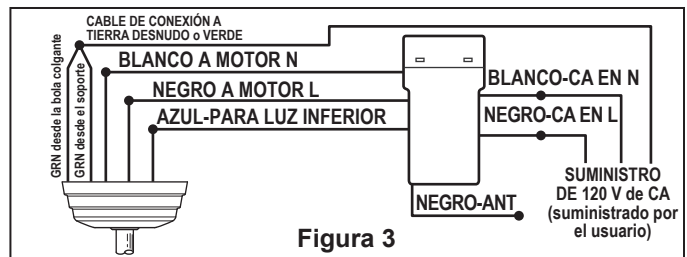 CABLE DE CONEXIÓN A
TIERRA DESNUDO o VERDE
GRN desde la bola colgante
GRN desde el soporte
BLANCO A MOTOR N
NEGRO A MOTOR L
AZUL-PARA LUZ INFERIOR
BLANCO-CA EN N
NEGRO-CA EN L
NEGRO-ANT
SUMINISTRO
DE 120 V de CA
(suministrado por
el usuario)
Figura 3